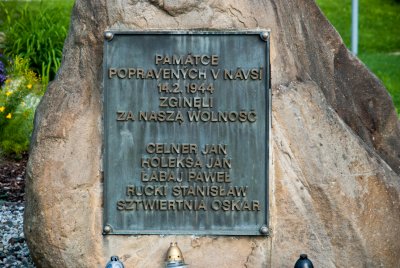 PAMÁTCE
POPRAVENÝCH V NÁVSÍ
14.2. 1944
ZGINĘLI
ZA NASZĄ WOLNOŚĆ
CELNER JAN
HOLEKSA JAN
ŁABAJ PAWEŁ
RUCKI STANISŁAW
SZTWIERTNIA OSKAR